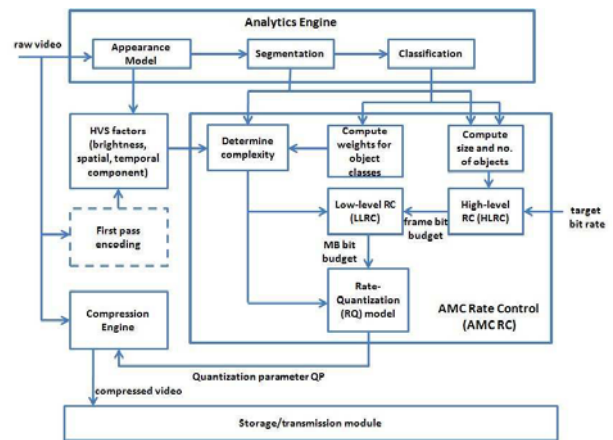 Analytics Engine
raw video
Appearance
Model
Segmentation
Classification
HVS factors
(brightness,
spatial, temporal
component)
Determine
complexity
Compute
weights for
object
classes
Compute
size and no.
of objects
First pass
encoding
Low-level RC
(LLRC)
frame bit
budget
High-level
RC (HLRC)
target
bit rate
MB bit
budget
Rate-
Quantization
(RQ) model
AMC Rate Control
(AMC RC)
Compression
Engine
Quantization parameter QP
compressed video
Storage/transmission module